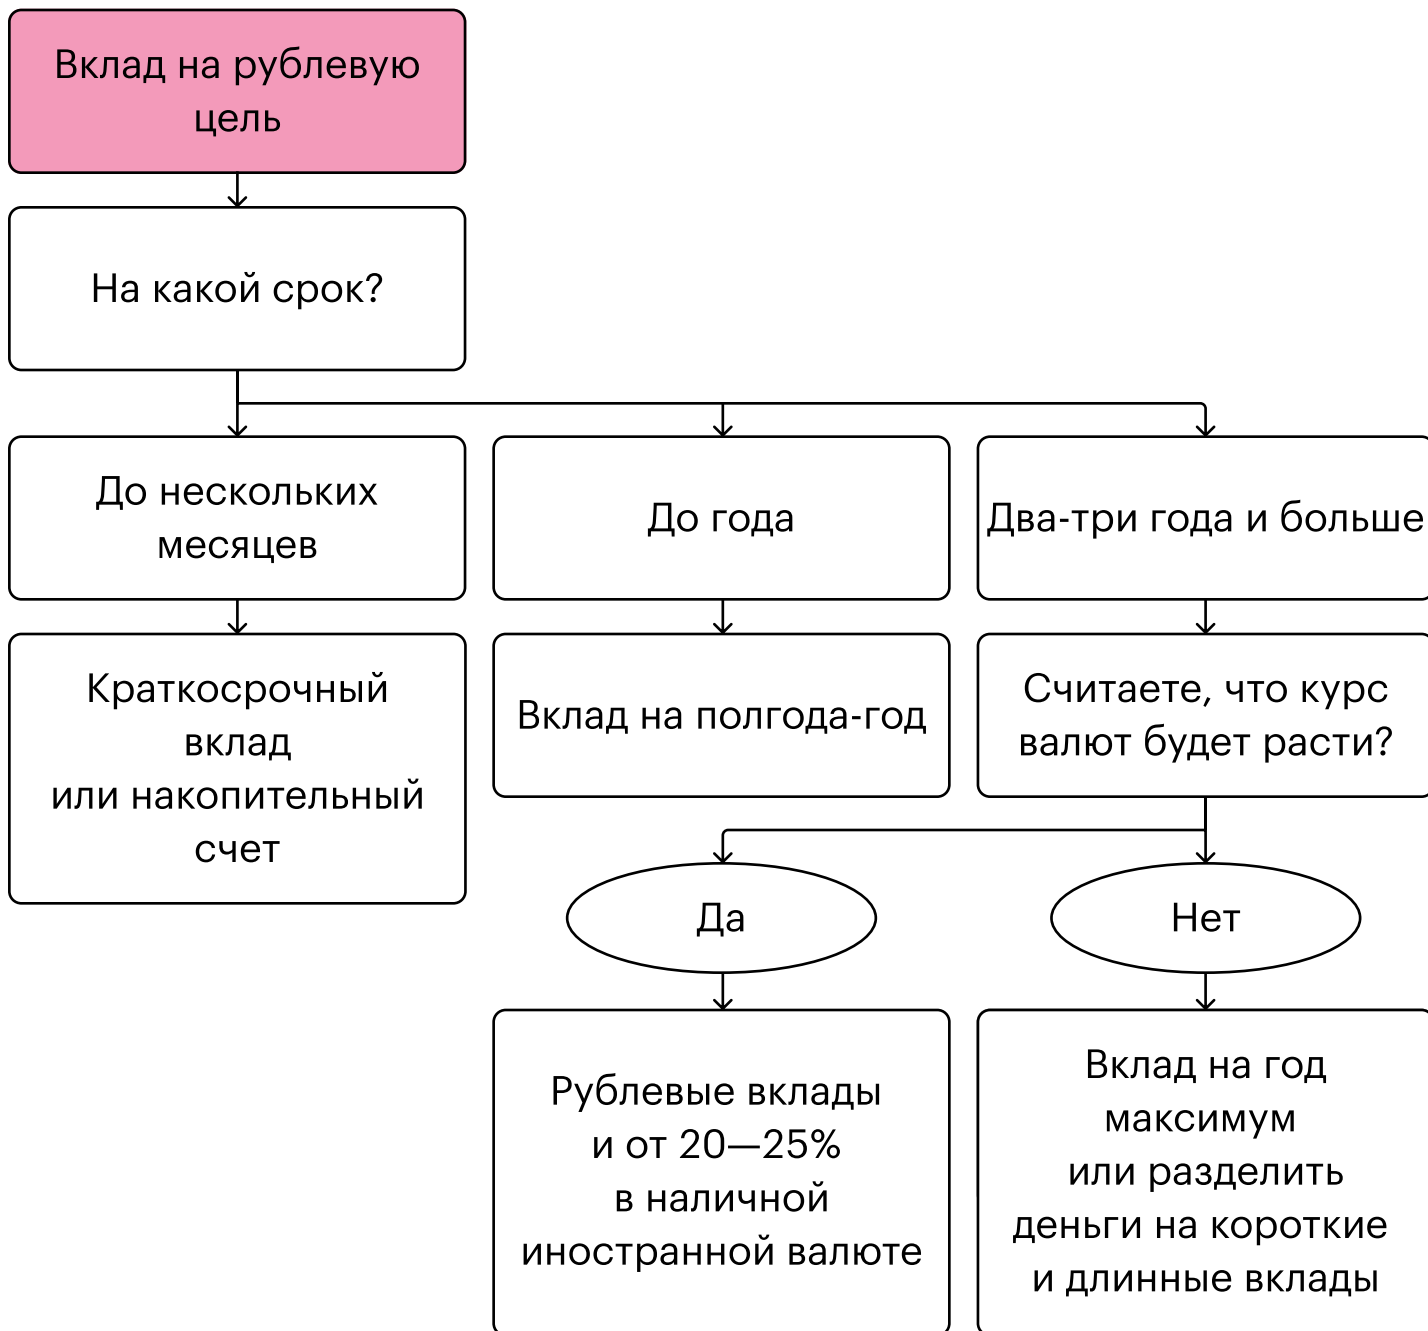 Вклад на рублевую
цель
На какой срок?
До нескольких
месяцев
До года
Два-три года и больше
Краткосрочный
вклад
или накопительный
счет
Вклад на полгода-год
Считаете, что курс
валют будет расти?
Да
Нет
Рублевые вклады
и от 20—25%
в наличной
иностранной валюте
Вклад на год
максимум
или разделить
деньги на короткие
и длинные вклады